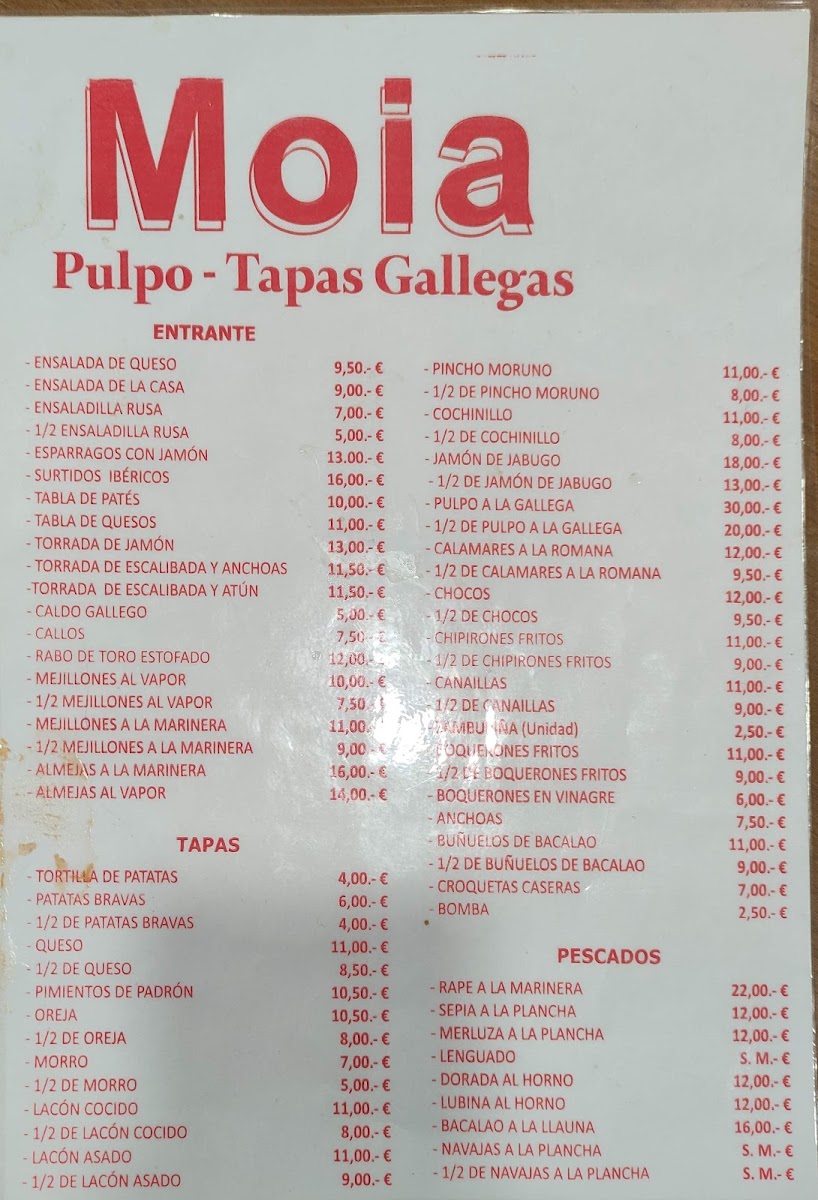 Moia
Pulpo - Tapas Gallegas
ENTRANTE
- ENSALADA DE QUESO 9,50.- €
- ENSALADA DE LA CASA 9,00.- €
- ENSALADILLA RUSA 7,00.- €
- 1/2 ENSALADILLA RUSA 5,00.- €
- ESPARRAGOS CON JAMÓN 13.00.- €
- SURTIDOS IBÉRICOS 16,00.- €
- TABLA DE PATÉS 10,00.- €
- TABLA DE QUESOS 11,00.- €
- TORRADA DE JAMÓN 13,00.- €
- TORRADA DE ESCALIBADA Y ANCHOAS 11,50.- €
-TORRADA DE ESCALIBADA Y ATÚN 11,50.- €
- CALDO GALLEGO 5,00.- €
- CALLOS 7,50.- €
- RABO DE TORO ESTOFADO 12,00.- €
- MEJILLONES AL VAPOR 10,00.- €
- 1/2 MEJILLONES AL VAPOR 7,50.- €
- MEJILLONES A LA MARINERA 11,00.- €
- 1/2 MEJILLONES A LA MARINERA 9,00.- €
- ALMEJAS A LA MARINERA 16,00.- €
- ALMEJAS AL VAPOR 14,00.- €
TAPAS
- TORTILLA DE PATATAS 4,00.- €
- PATATAS BRAVAS 6,00.- €
- 1/2 DE PATATAS BRAVAS 4,00.- €
- QUESO 11,00.- €
- 1/2 DE QUESO 8,50.- €
- PIMIENTOS DE PADRÓN 10,50.- €
- OREJA 10,50.- €
- 1/2 DE OREJA 8,00.- €
- MORRO 7,00.- €
- 1/2 DE MORRO 5,00.- €
- LACÓN COCIDO 11,00.- €
- 1/2 DE LACÓN COCIDO 8,00.- €
- LACÓN ASADO 11,00.- €
- 1/2 DE LACÓN ASADO 9,00.- €
- PINCHO MORUNO 11,00.- €
- 1/2 DE PINCHO MORUNO 8,00.- €
- COCHINILLO 11,00.- €
- 1/2 DE COCHINILLO 8,00.- €
- JAMÓN DE JABUGO 18,00.- €
- 1/2 DE JAMÓN DE JABUGO 13,00.- €
- PULPO A LA GALLEGA 30,00.- €
- 1/2 DE PULPO A LA GALLEGA 20,00.- €
- CALAMARES A LA ROMANA 12,00.- €
- 1/2 DE CALAMARES A LA ROMANA 9,50.- €
- CHOCOS 12,00.- €
- 1/2 DE CHOCOS 9,50.- €
- CHIPIRONES FRITOS 11,00.- €
- 1/2 DE CHIPIRONES FRITOS 9,00.- €
- CANAILLAS 11,00.- €
- 1/2 DE CANAILLAS 9,00.- €
(Unidad) 2,50.- €
- BOQUERONES FRITOS 11,00.- €
- 1/2 DE BOQUERONES FRITOS 9,00.- €
- BOQUERONES EN VINAGRE 6,00.- €
- ANCHOAS 7,50.- €
- BUÑUELOS DE BACALAO 11,00.- €
- 1/2 DE BUÑUELOS DE BACALAO 9,00.- €
- CROQUETAS CASERAS 7,00.- €
- BOMBA 2,50.- €
PESCADOS
- RAPE A LA MARINERA 22,00.- €
- SEPIA A LA PLANCHA 12,00.- €
- MERLUZA A LA PLANCHA 12,00.- €
- LENGUADO S. M.- €
- DORADA AL HORNO 12,00.- €
- LUBINA AL HORNO 12,00.- €
- BACALAO A LA LLAUNA 16,00.- €
- NAVAJAS A LA PLANCHA S. M.- €
- 1/2 DE NAVAJAS A LA PLANCHA S. M.- €